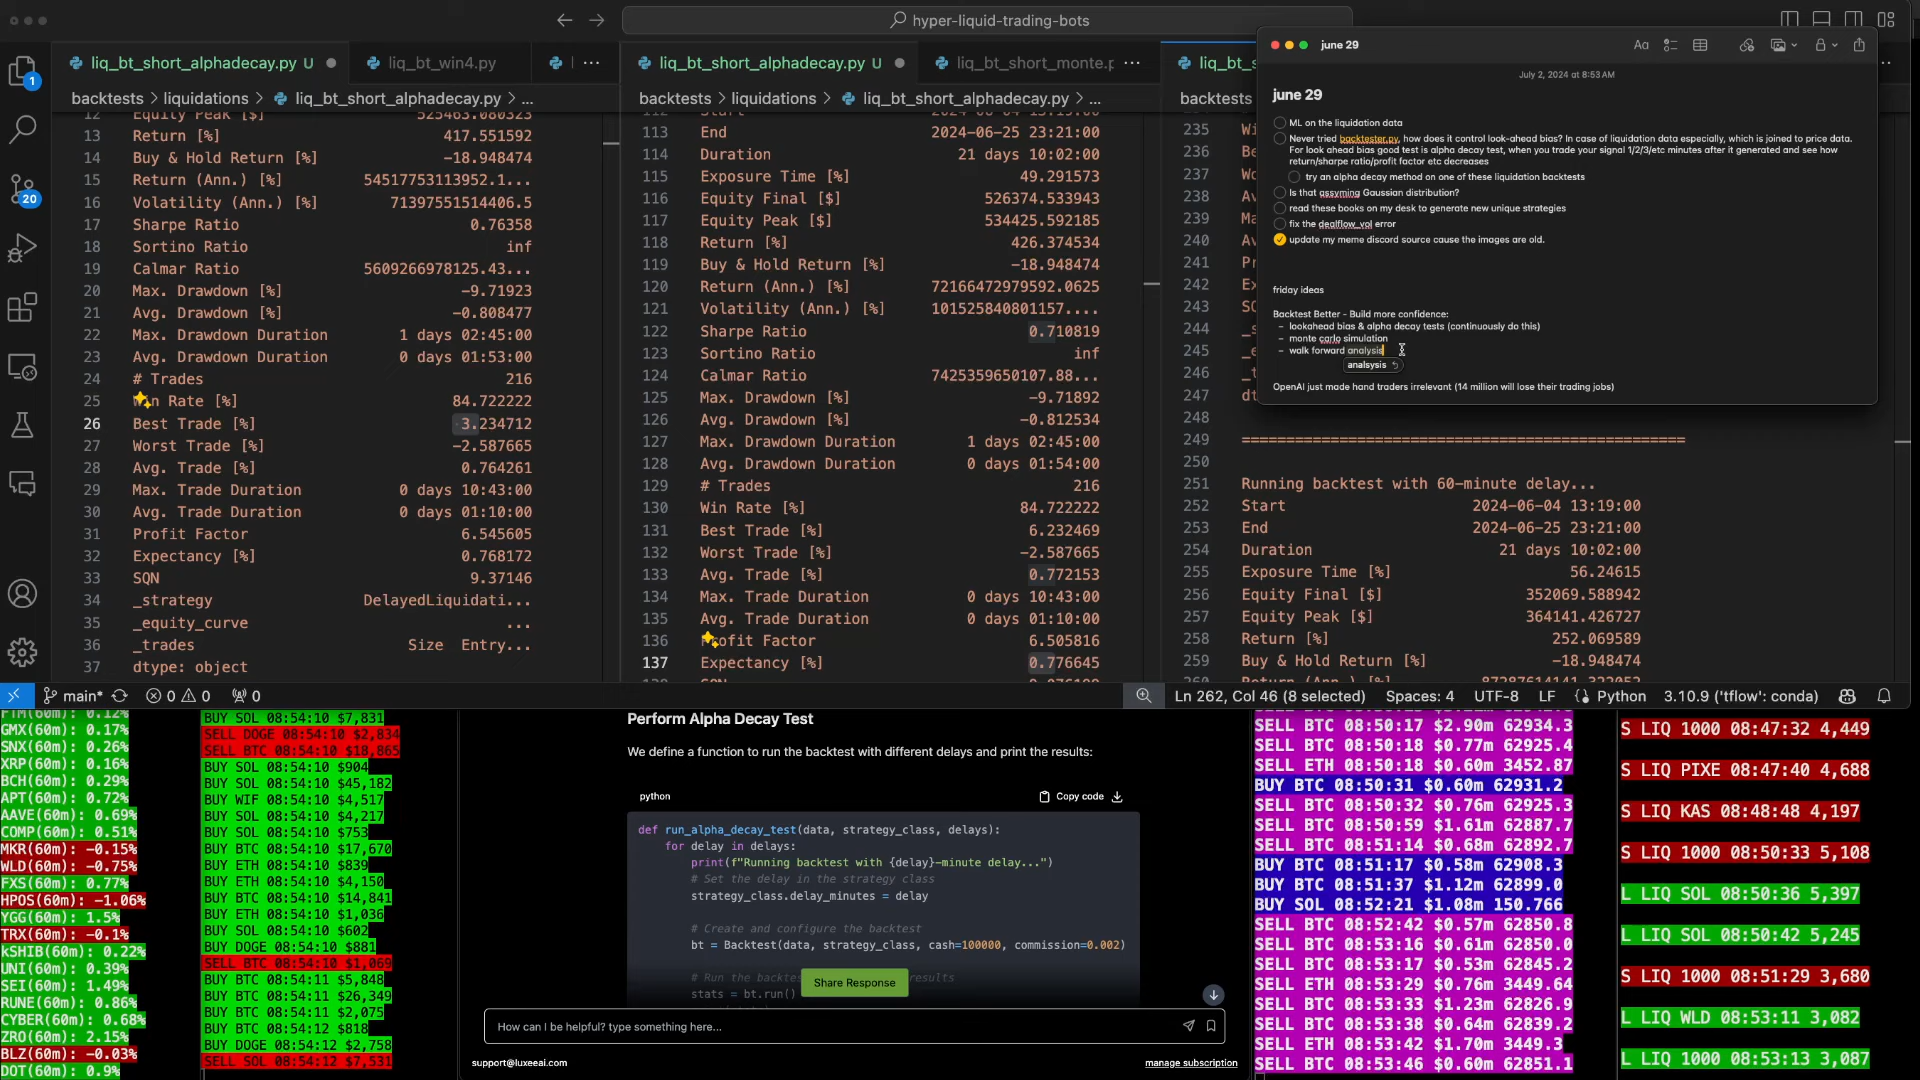 hyper-liquid-trading-bots
liq_bt_short_alphadecay.py U
liq_bt_win4.py
liq_bt_short_alphadecay.py U
liq_bt_short_monte.p
backtests > liquidations > liq_bt_short_alphadecay.py > ...
backtests > liquidations > liq_bt_short_alphadecay.py > ...
backtests
1
20
12 Equity Peak [$] 525463.080323
13 Return [%] 417.551592
14 Buy & Hold Return [%] -18.948474
15 Return (Ann.) [%] 54517753113952.1...
16 Volatility (Ann.) [%] 71397551514406.5
17 Sharpe Ratio 0.76358
18 Sortino Ratio inf
19 Calmar Ratio 5609266978125.43...
20 Max. Drawdown [%] -9.71923
21 Avg. Drawdown [%] -0.808477
22 Max. Drawdown Duration 1 days 02:45:00
23 Avg. Drawdown Duration 0 days 01:53:00
24 # Trades 216
25 Win Rate [%] 84.722222
26 Best Trade [%] 3.234712
27 Worst Trade [%] -2.587665
28 Avg. Trade [%] 0.764261
29 Max. Trade Duration 0 days 10:43:00
30 Avg. Trade Duration 0 days 01:10:00
31 Profit Factor 6.545605
32 Expectancy [%] 0.768172
33 SQN 9.37146
34 _strategy DelayedLiquidati...
35 _equity_curve ...
36 _trades Size Entry...
37 dtype: object
113 End 2024-06-25 23:21:00
114 Duration 21 days 10:02:00
115 Exposure Time [%] 49.291573
116 Equity Final [$] 526374.533943
117 Equity Peak [$] 534425.592185
118 Return [%] 426.374534
119 Buy & Hold Return [%] -18.948474
120 Return (Ann.) [%] 72166472979592.0625
121 Volatility (Ann.) [%] 101525840801157....
122 Sharpe Ratio 0.710819
123 Sortino Ratio inf
124 Calmar Ratio 7425359650107.88...
125 Max. Drawdown [%] -9.71892
126 Avg. Drawdown [%] -0.812534
127 Max. Drawdown Duration 1 days 02:45:00
128 Avg. Drawdown Duration 0 days 01:54:00
129 # Trades 216
130 Win Rate [%] 84.722222
131 Best Trade [%] 6.232469
132 Worst Trade [%] -2.587665
133 Avg. Trade [%] 0.772153
134 Max. Trade Duration 0 days 10:43:00
135 Avg. Trade Duration 0 days 01:10:00
136 Profit Factor 6.505816
137 Expectancy [%] 0.776645
235 Wi
236 Be
237 Wo
238 Av
239 Ma
240 Av
241 Pr
242 Ex
243 SQ
244 _s
245 _e
246 _t
247 dt
248
249 ========================================
250
251 Running backtest with 60-minute delay...
252 Start 2024-06-04 13:19:00
253 End 2024-06-25 23:21:00
254 Duration 21 days 10:02:00
255 Exposure Time [%] 56.24615
256 Equity Final [$] 352069.588942
257 Equity Peak [$] 364141.426727
258 Return [%] 252.069589
259 Buy & Hold Return [%] -18.948474
june 29
July 2, 2024 at 8:53 AM
june 29
ML on the liquidation data
Never tried backtester.py, how does it control look-ahead bias? In case of liquidation data especially, which is joined to price data.
For look ahead bias good test is alpha decay test, when you trade your signal 1/2/3/etc minutes after it generated and see how
return/sharpe ratio/profit factor etc decreases
try an alpha decay method on one of these liquidation backtests
Is that assyming Gaussian distribution?
read these books on my desk to generate new unique strategies
fix the dealflow_vol error
update my meme discord source cause the images are old.
friday ideas
Backtest Better - Build more confidence:
- lookahead bias & alpha decay tests (continuously do this)
- monte carlo simulation
- walk forward analysis
analsysis
OpenAI just made hand traders irrelevant (14 million will lose their trading jobs)
main* 0 0 0
Ln 262, Col 46 (8 selected) Spaces: 4 UTF-8 LF Python 3.10.9 ('tflow': conda)
FTM(60m): 0.12%
GMX(60m): 0.17%
SNX(60m): 0.26%
XRP(60m): 0.16%
BCH(60m): 0.29%
APT(60m): 0.72%
AAVE(60m): 0.69%
COMP(60m): 0.51%
MKR(60m): -0.15%
WLD(60m): -0.75%
FXS(60m): 0.77%
HPOS(60m): -1.06%
YGG(60m): 1.5%
TRX(60m): -0.1%
kSHIB(60m): 0.22%
UNI(60m): 0.39%
SEI(60m): 1.49%
RUNE(60m): 0.86%
CYBER(60m): 0.68%
ZRO(60m): 2.15%
BLZ(60m): -0.03%
DOT(60m): 0.9%
BUY SOL 08:54:10 $7,831
SELL DOGE 08:54:10 $2,834
SELL BTC 08:54:10 $18,865
BUY SOL 08:54:10 $904
BUY SOL 08:54:10 $45,182
BUY WIF 08:54:10 $4,517
BUY SOL 08:54:10 $4,217
BUY SOL 08:54:10 $753
BUY BTC 08:54:10 $17,670
BUY ETH 08:54:10 $839
BUY ETH 08:54:10 $4,150
BUY BTC 08:54:10 $14,841
BUY ETH 08:54:10 $1,036
BUY SOL 08:54:10 $602
BUY DOGE 08:54:10 $881
SELL BTC 08:54:10 $1,069
BUY BTC 08:54:11 $5,848
BUY BTC 08:54:11 $26,349
BUY BTC 08:54:11 $2,075
BUY BTC 08:54:12 $818
BUY DOGE 08:54:12 $2,758
SELL SOL 08:54:12 $7,531
Perform Alpha Decay Test
We define a function to run the backtest with different delays and print the results:
python Copy code
def run_alpha_decay_test(data, strategy_class, delays):
for delay in delays:
print(f"Running backtest with {delay}-minute delay...")
# Set the delay in the strategy class
strategy_class.delay_minutes = delay
# Create and configure the backtest
bt = Backtest(data, strategy_class, cash=100000, commission=0.002)
# Run the backte results
stats = bt.run()
Share Response
How can I be helpful? type something here...
support@luxeeai.com
manage subscription
SELL BTC 08:50:17 $2.90m 62934.3
SELL BTC 08:50:18 $0.77m 62925.4
SELL ETH 08:50:18 $0.60m 3452.87
BUY BTC 08:50:31 $0.60m 62931.2
SELL BTC 08:50:32 $0.76m 62925.3
SELL BTC 08:50:59 $1.61m 62887.7
SELL BTC 08:51:14 $0.68m 62892.7
BUY BTC 08:51:17 $0.58m 62908.3
BUY BTC 08:51:37 $1.12m 62899.0
BUY SOL 08:52:21 $1.08m 150.766
SELL BTC 08:52:42 $0.57m 62850.8
SELL BTC 08:53:16 $0.61m 62850.0
SELL BTC 08:53:17 $0.53m 62845.2
SELL ETH 08:53:29 $0.76m 3449.64
SELL BTC 08:53:33 $1.23m 62826.9
SELL BTC 08:53:38 $0.64m 62839.2
SELL ETH 08:53:42 $1.70m 3449.3
SELL BTC 08:53:46 $0.60m 62851.1
S LIQ 1000 08:47:32 4,449
S LIQ PIXE 08:47:40 4,688
S LIQ KAS 08:48:48 4,197
S LIQ 1000 08:50:33 5,108
L LIQ SOL 08:50:36 5,397
L LIQ SOL 08:50:42 5,245
S LIQ 1000 08:51:29 3,680
L LIQ WLD 08:53:11 3,082
L LIQ 1000 08:53:13 3,087